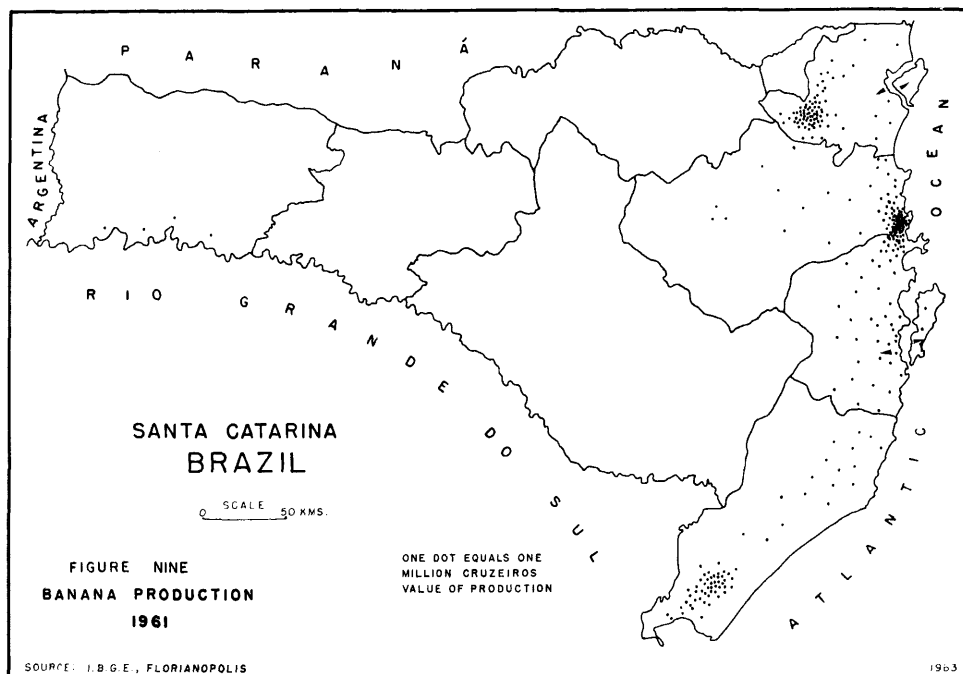 PARANÁ
ARGENTINA
OCEAN
RIO GRANDE DO SUL
SANTA CATARINA
BRAZIL
0 SCALE 50 KMS.
ATLANTIC
FIGURE NINE
BANANA PRODUCTION
1961
ONE DOT EQUALS ONE
MILLION CRUZEIROS
VALUE OF PRODUCTION
SOURCE: I.B.G.E., FLORIANOPOLIS
1963